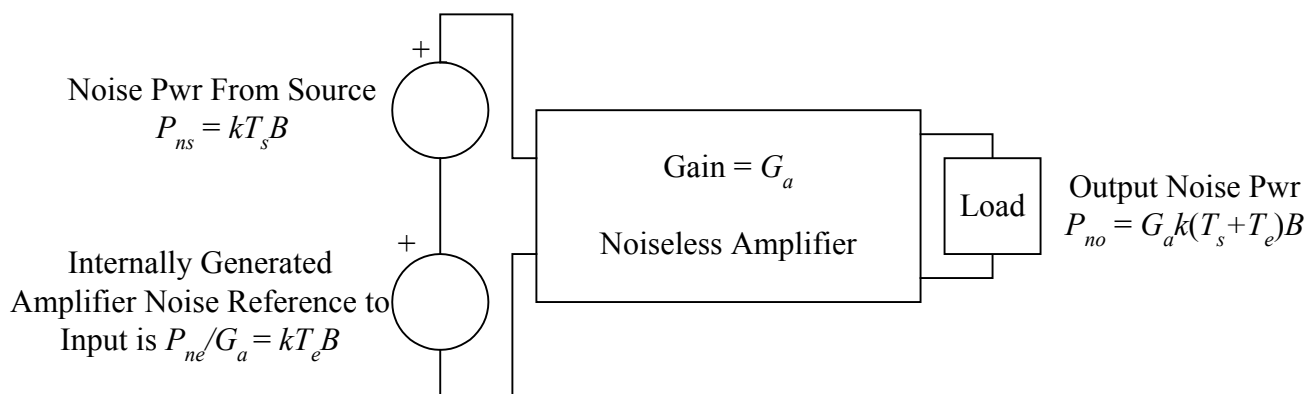 +
Noise Pwr From Source
P_ns = kT_sB
+
Internally Generated
Amplifier Noise Reference to
Input is P_ne/G_a = kT_eB
Gain = G_a
Noiseless Amplifier
Load
Output Noise Pwr
P_no = G_ak(T_s+T_e)B